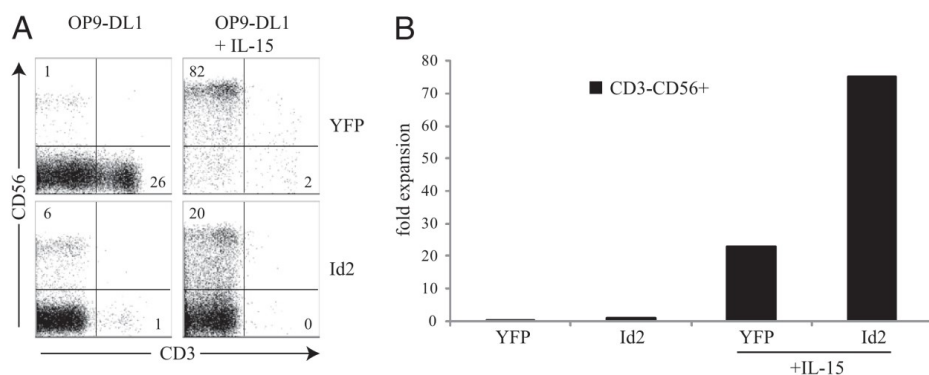 A
OP9-DL1
OP9-DL1
+ IL-15
1
82
YFP
26
2
CD56
6
20
Id2
1
0
CD3
B
80
70
60
50
40
30
20
10
0
fold expansion
CD3-CD56+
YFP
Id2
YFP
Id2
+IL-15